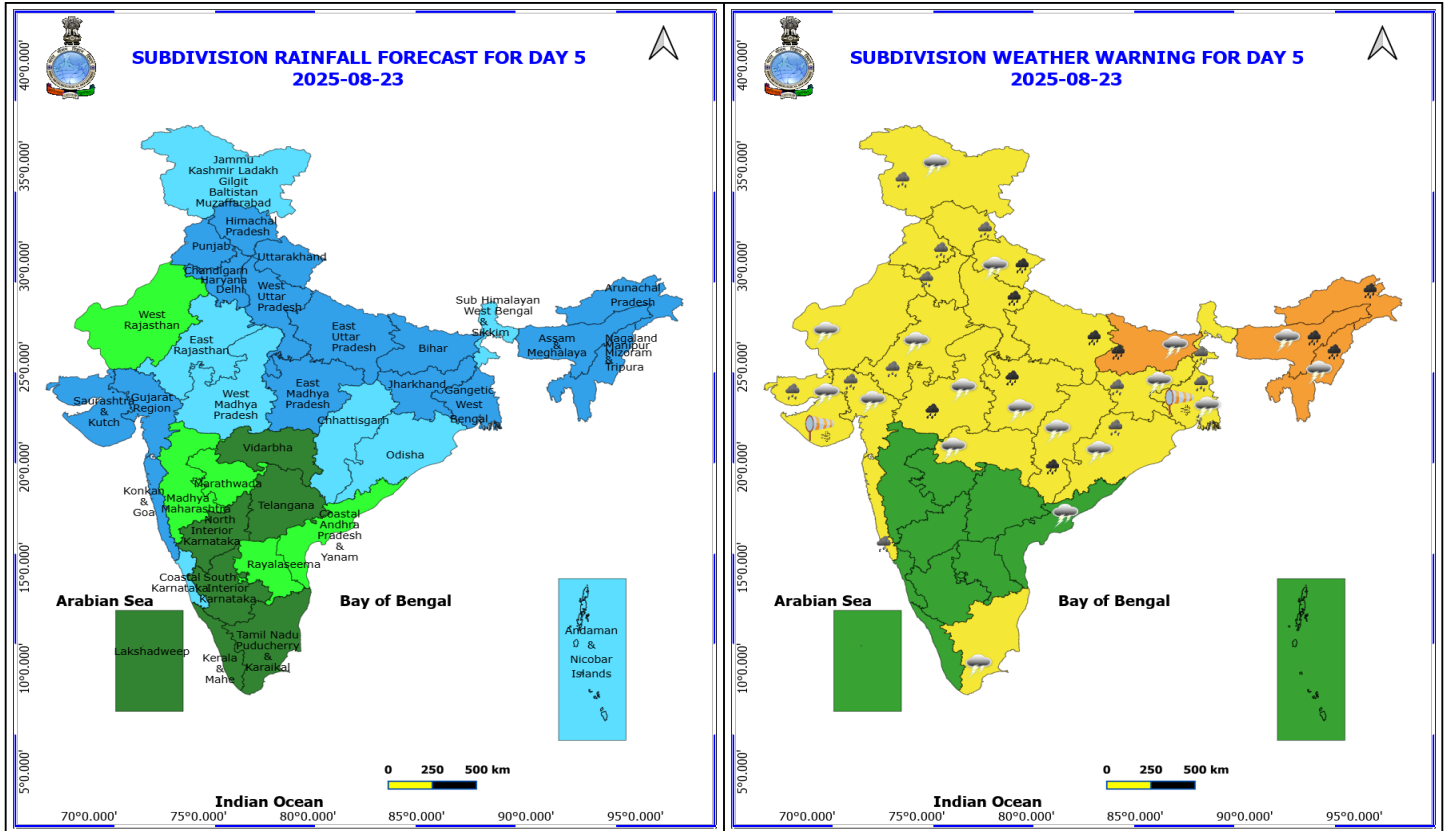 SUBDIVISION RAINFALL FORECAST FOR DAY 5
2025-08-23
40°0.000'
35°0.000'
30°0.000'
25°0.000'
20°0.000'
15°0.000'
10°0.000'
5°0.000'
Jammu
Kashmir Ladakh
Gilgit
Baltistan
Muzaffarabad
Himachal
Pradesh
Punjab
Uttarakhand
Chandigarh
Haryana
Delhi
West
Uttar
Pradesh
West
Rajasthan
East
Rajasthan
East
Uttar
Pradesh
Bihar
Sub Himalayan
West Bengal
&
Sikkim
Arunachal
Pradesh
Assam
&
Meghalaya
Nagaland
Manipur
Mizoram
&
Tripura
Saurashtra
&
Kutch
Gujarat
Region
West
Madhya
Pradesh
East
Madhya
Pradesh
Jharkhand
Gangetic
West
Bengal
Chhattisgarh
Odisha
Vidarbha
Konkan
&
Goa
Madhya
Maharashtra
Marathwada
Telangana
North
Interior
Karnataka
Coastal
Andhra
Pradesh
&
Yanam
Rayalaseema
Coastal
Karnataka
South
Interior
Karnataka
Arabian Sea
Bay of Bengal
Lakshadweep
Kerala
&
Mahe
Tamil Nadu
Puducherry
&
Karaikal
Andaman
&
Nicobar
Islands
0 250 500 km
Indian Ocean
70°0.000' 75°0.000' 80°0.000' 85°0.000' 90°0.000' 95°0.000'
SUBDIVISION WEATHER WARNING FOR DAY 5
2025-08-23
40°0.000'
35°0.000'
30°0.000'
25°0.000'
20°0.000'
15°0.000'
10°0.000'
5°0.000'
Arabian Sea
Bay of Bengal
0 250 500 km
Indian Ocean
70°0.000' 75°0.000' 80°0.000' 85°0.000' 90°0.000' 95°0.000'